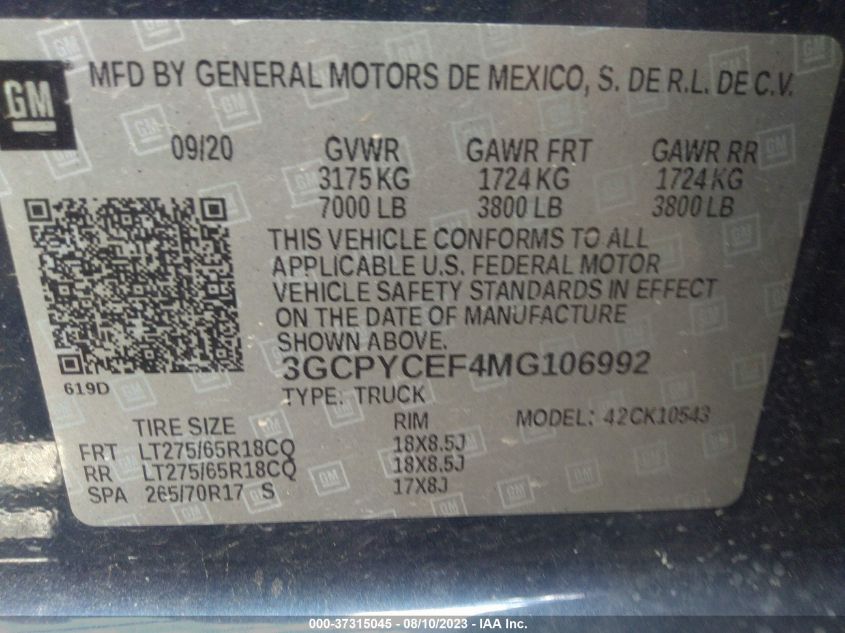 GM
MFD BY GENERAL MOTORS DE MEXICO, S. DE R.L. DE C.V.
09/20 GVWR GAWR FRT GAWR RR
3175 KG 1724 KG 1724 KG
7000 LB 3800 LB 3800 LB
THIS VEHICLE CONFORMS TO ALL
APPLICABLE U.S. FEDERAL MOTOR
VEHICLE SAFETY STANDARDS IN EFFECT
ON THE DATE OF MANUFACTURE
SHOWN ABOVE.
3GCPYCEF4MG106992
619D
TYPE: TRUCK
TIRE SIZE RIM MODEL: 42CK10543
FRT LT275/65R18CQ 18X8.5J
RR LT275/65R18CQ 18X8.5J
SPA 265/70R17 S 17X8J
000-37315045 - 08/10/2023 - IAA Inc.